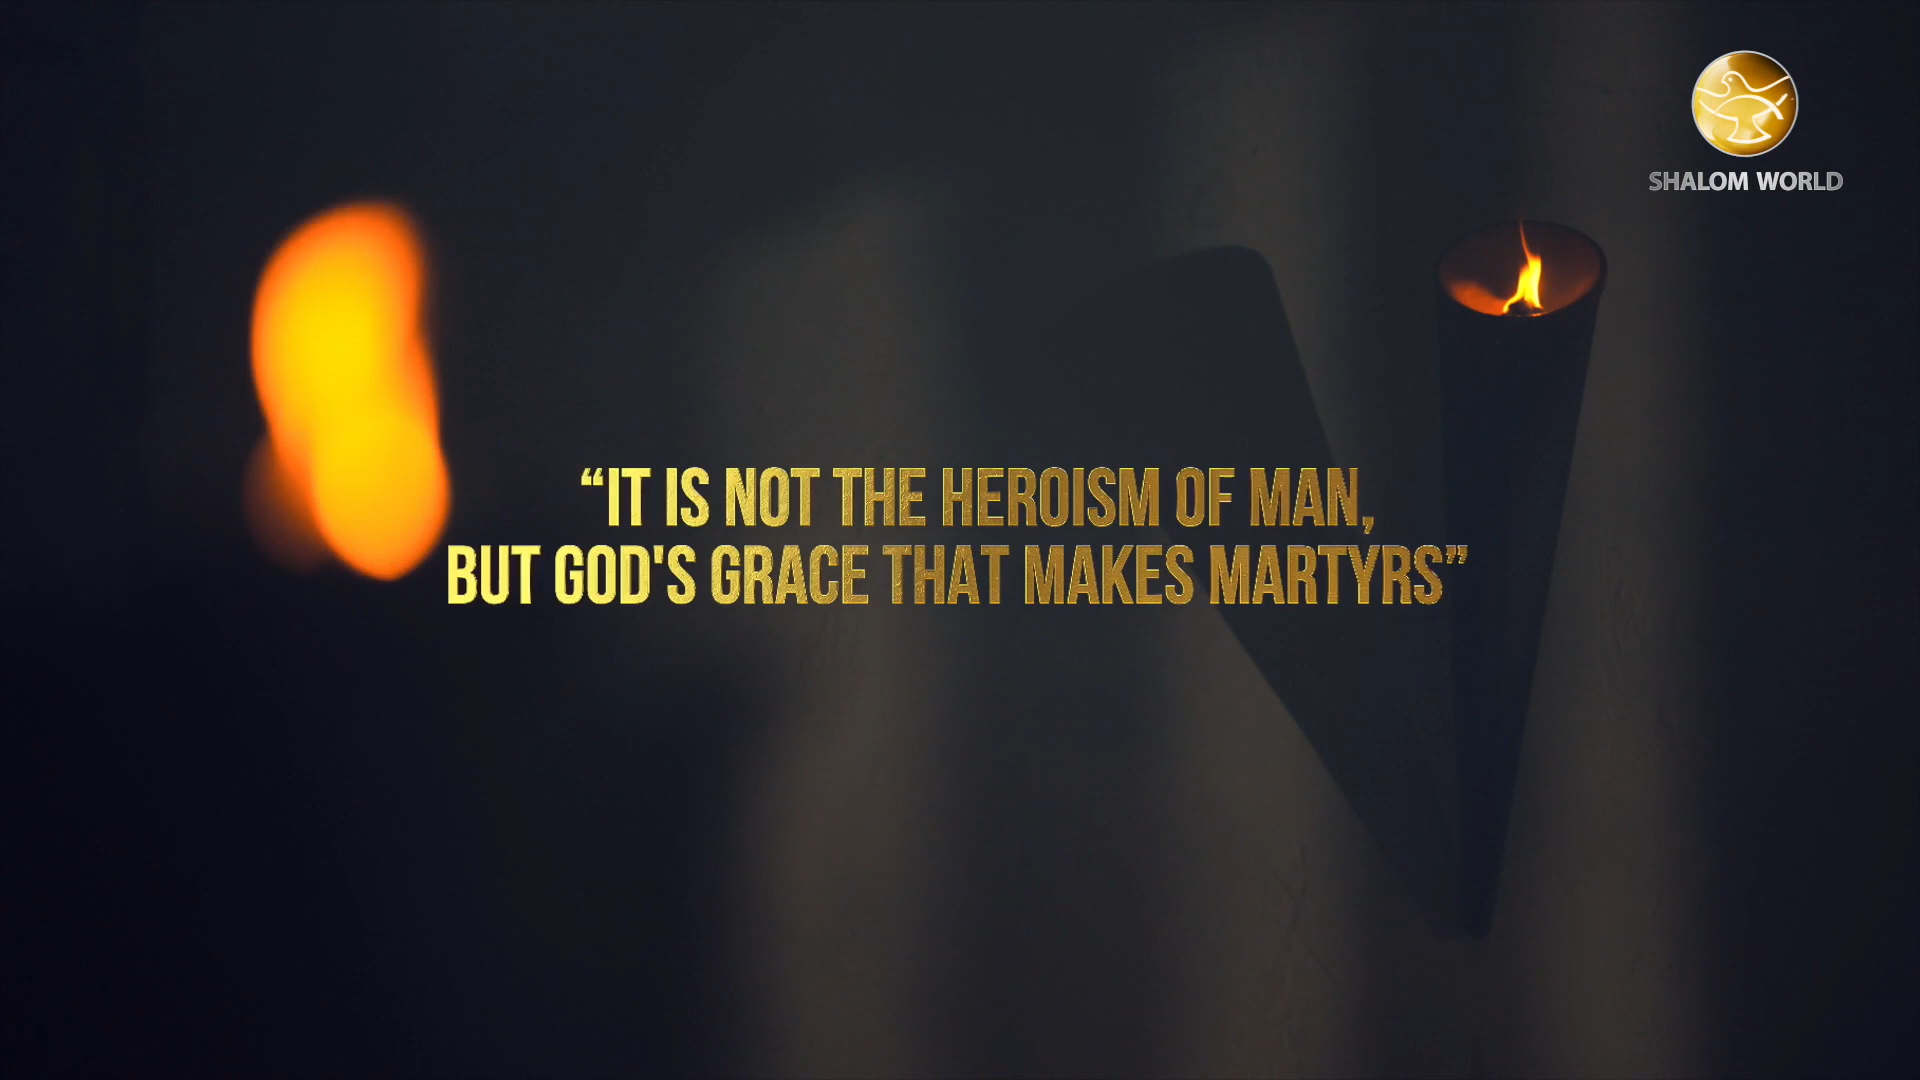 SHALOM WORLD
“IT IS NOT THE HEROISM OF MAN,
BUT GOD'S GRACE THAT MAKES MARTYRS”